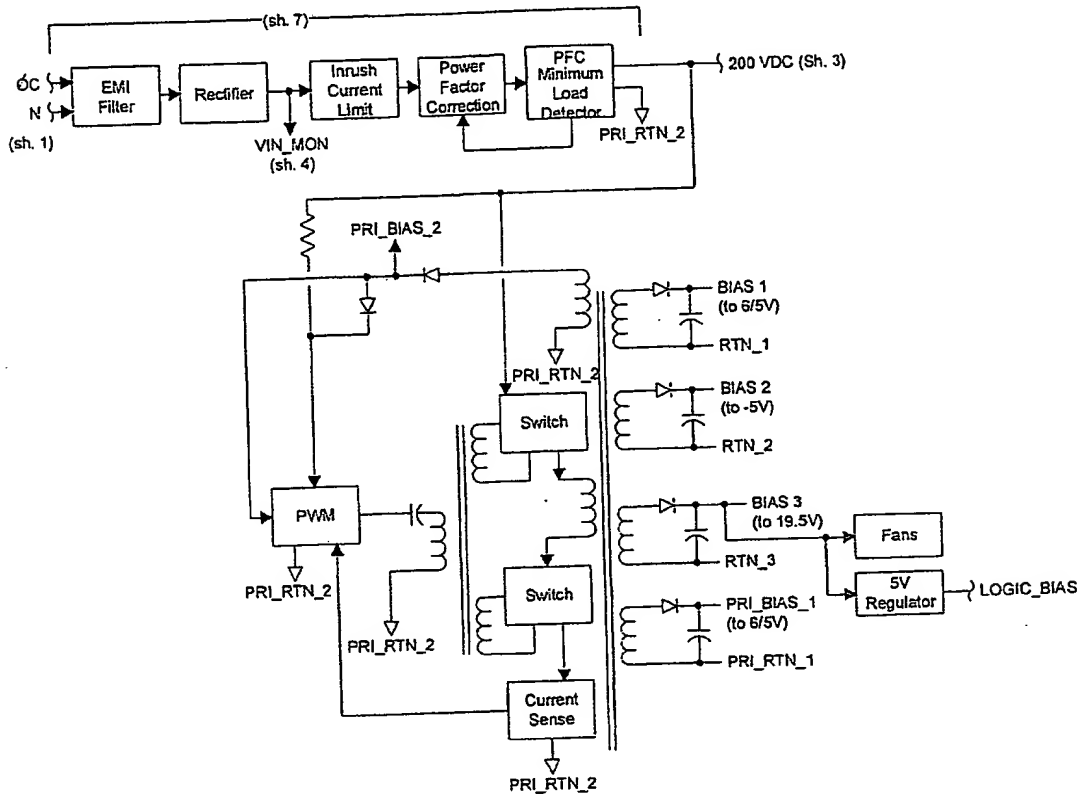 (sh. 7)
ØC
N
(sh. 1)
EMI
Filter
Rectifier
VIN_MON
(sh. 4)
Inrush
Current
Limit
Power
Factor
Correction
PFC
Minimum
Load
Detector
PRI_RTN_2
200 VDC (Sh. 3)
PRI_BIAS_2
PRI_RTN_2
BIAS 1
(to 6/5V)
RTN_1
BIAS 2
(to -5V)
RTN_2
Switch
PWM
PRI_RTN_2
PRI_RTN_2
BIAS 3
(to 19.5V)
RTN_3
Fans
5V
Regulator
LOGIC_BIAS
Switch
PRI_BIAS_1
(to 6/5V)
PRI_RTN_1
Current
Sense
PRI_RTN_2